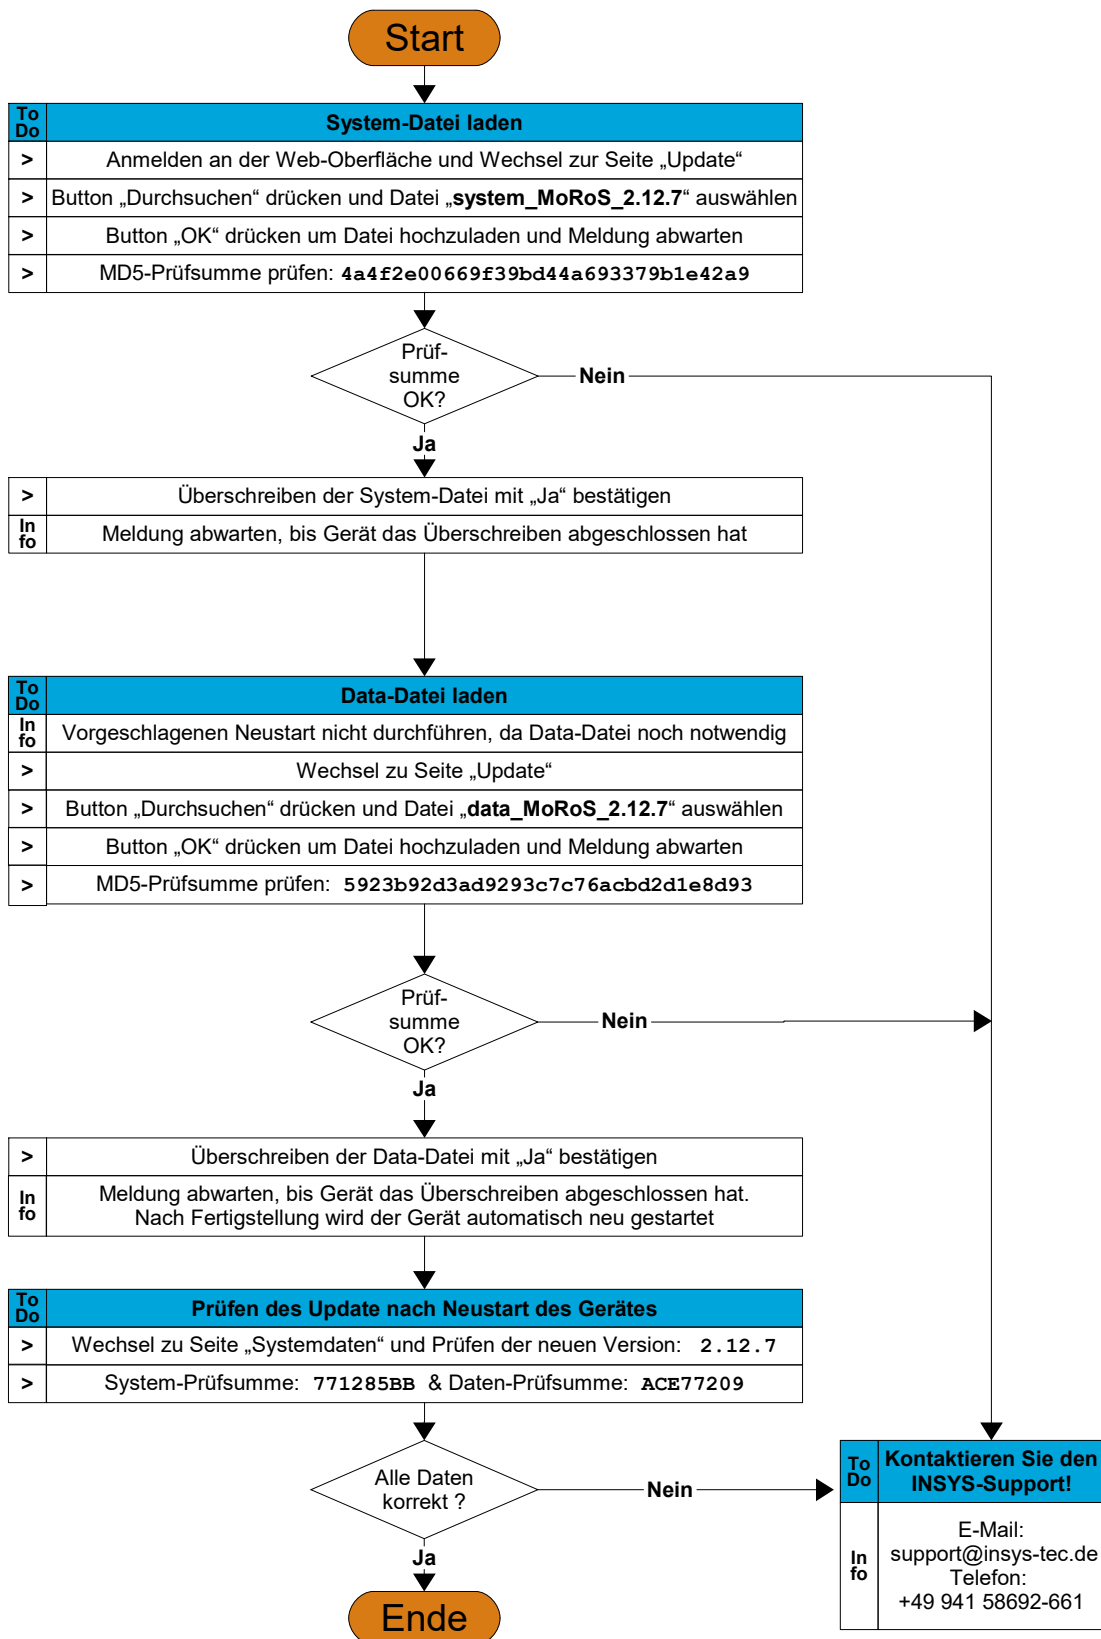 Start
To Do
System-Datei laden
> Anmelden an der Web-Oberfläche und Wechsel zur Seite „Update“
> Button „Durchsuchen“ drücken und Datei „system_MoRoS_2.12.7“ auswählen
> Button „OK“ drücken um Datei hochzuladen und Meldung abwarten
> MD5-Prüfsumme prüfen: 4a4f2e00669f39bd44a693379b1e42a9
Prüf-
summe
OK?
Nein
Ja
> Überschreiben der System-Datei mit „Ja“ bestätigen
In fo
Meldung abwarten, bis Gerät das Überschreiben abgeschlossen hat
To Do
Data-Datei laden
In fo
Vorgeschlagenen Neustart nicht durchführen, da Data-Datei noch notwendig
> Wechsel zu Seite „Update“
> Button „Durchsuchen“ drücken und Datei „data_MoRoS_2.12.7“ auswählen
> Button „OK“ drücken um Datei hochzuladen und Meldung abwarten
> MD5-Prüfsumme prüfen: 5923b92d3ad9293c7c76acbd2d1e8d93
Prüf-
summe
OK?
Nein
Ja
> Überschreiben der Data-Datei mit „Ja“ bestätigen
In fo
Meldung abwarten, bis Gerät das Überschreiben abgeschlossen hat.
Nach Fertigstellung wird der Gerät automatisch neu gestartet
To Do
Prüfen des Update nach Neustart des Gerätes
> Wechsel zu Seite „Systemdaten“ und Prüfen der neuen Version: 2.12.7
> System-Prüfsumme: 771285BB & Daten-Prüfsumme: ACE77209
Alle Daten
korrekt ?
Nein
Ja
Ende
To Do
Kontaktieren Sie den
INSYS-Support!
In fo
E-Mail:
support@insys-tec.de
Telefon:
+49 941 58692-661